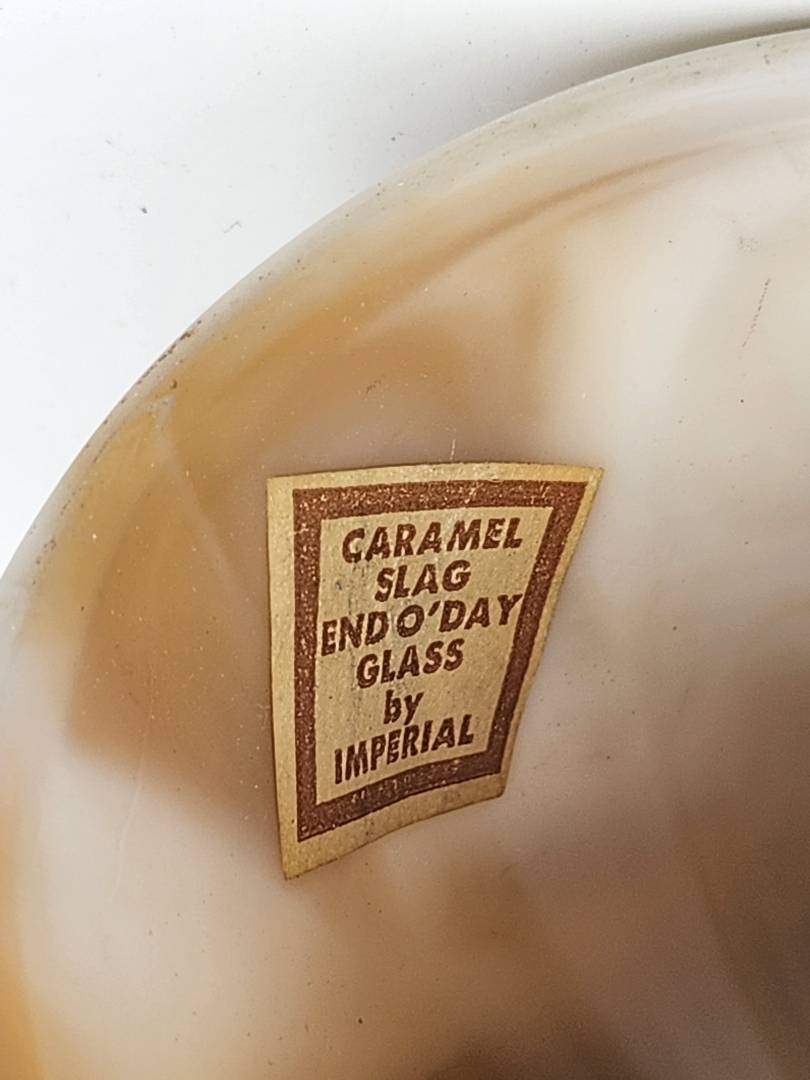 CARAMEL
SLAG
END O'DAY
GLASS
by
IMPERIAL